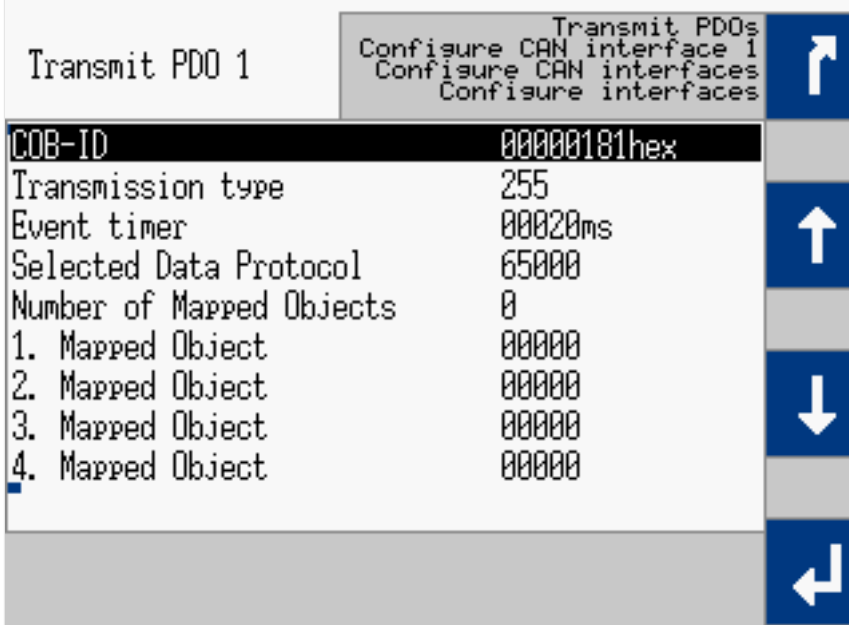 Transmit PDO 1
Transmit PDOs
Configure CAN interface 1
Configure CAN interfaces
Configure interfaces
COB-ID 00000181hex
Transmission type 255
Event timer 00020ms
Selected Data Protocol 65000
Number of Mapped Objects 0
1. Mapped Object 00000
2. Mapped Object 00000
3. Mapped Object 00000
4. Mapped Object 00000